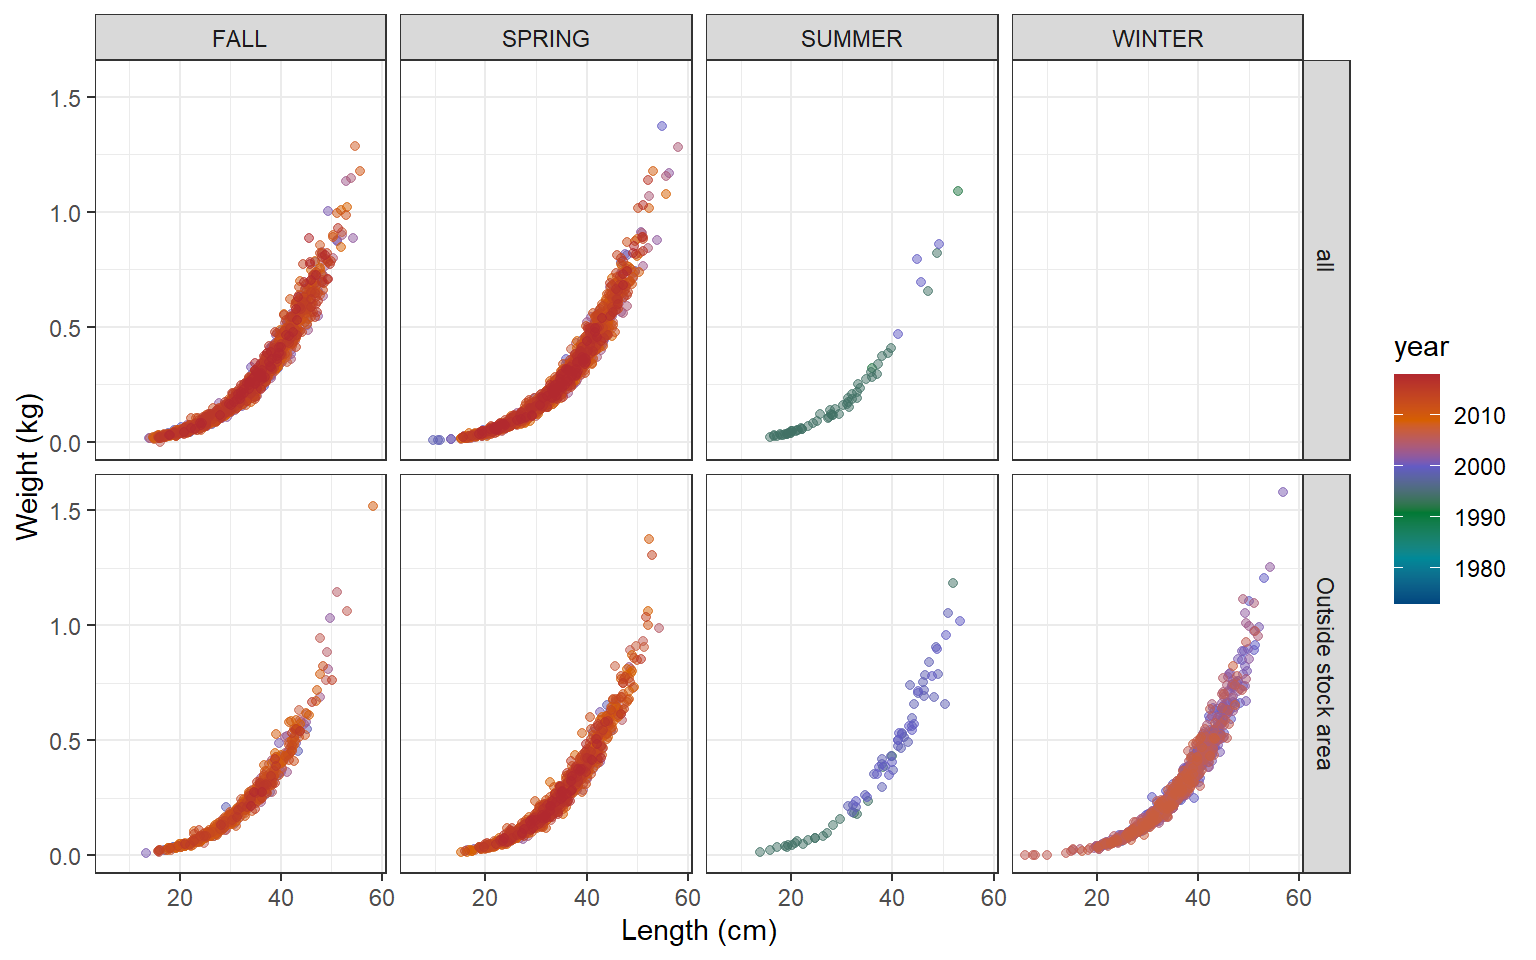 FALL SPRING SUMMER WINTER
1.5
1.0
0.5
0.0
all
1.5
1.0
0.5
0.0
Outside stock area
Weight (kg)
20 40 60 20 40 60 20 40 60 20 40 60
Length (cm)
year
2010
2000
1990
1980